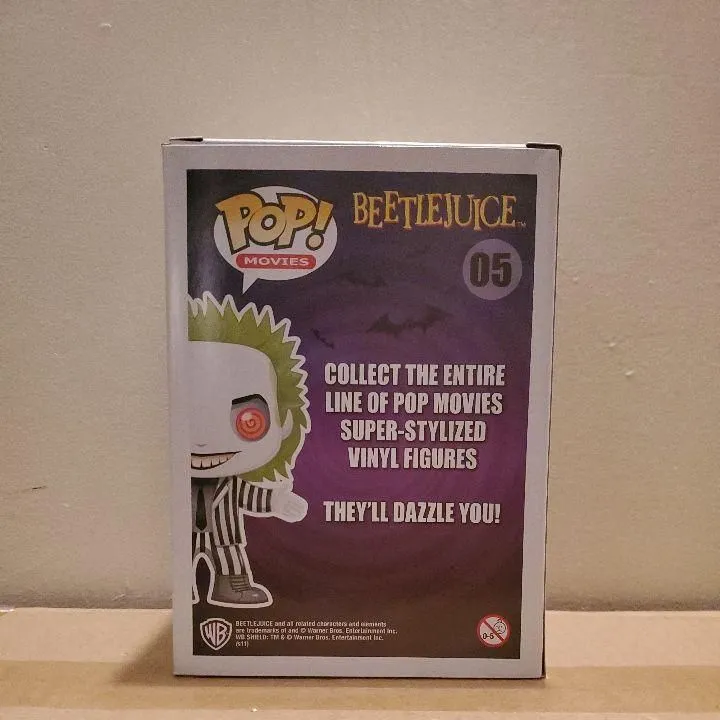 POP!
MOVIES
BEETLEJUICE™
05
COLLECT THE ENTIRE
LINE OF POP MOVIES
SUPER-STYLIZED
VINYL FIGURES
THEY'LL DAZZLE YOU!
WB
BEETLEJUICE and all related characters and elements
are trademarks of and © Warner Bros. Entertainment Inc.
WB SHIELD: TM & © Warner Bros. Entertainment Inc.
(s11)
0-3